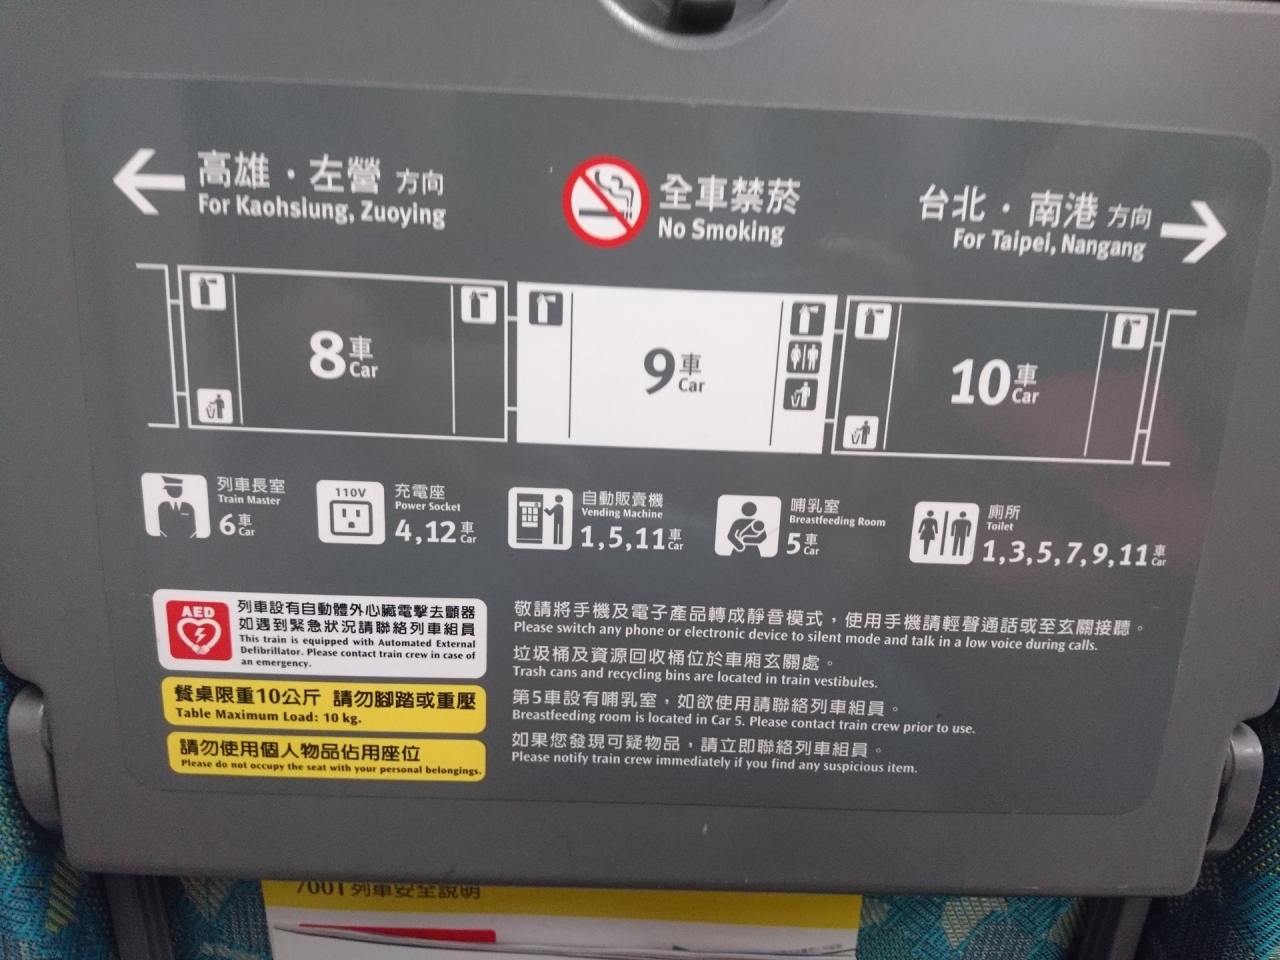 高雄・左營 方向
For Kaohsiung, Zuoying
全車禁菸
No Smoking
台北・南港 方向
For Taipei, Nangang
8車
Car
9車
Car
10車
Car
列車長室
Train Master
6車
Car
110V
充電座
Power Socket
4,12車
Car
自動販賣機
Vending Machine
1,5,11車
Car
哺乳室
Breastfeeding Room
5車
Car
廁所
Toilet
1,3,5,7,9,11車
Car
AED
列車設有自動體外心臟電擊去顫器
如遇到緊急狀況請聯絡列車組員
This train is equipped with Automated External
Delibrillator. Please contact train crew in case of
an emergency.
餐桌限重10公斤 請勿腳踏或重壓
Table Maximum Load: 10 kg.
請勿使用個人物品佔用座位
Please do not occupy the seat with your personal belongings.
敬請將手機及電子產品轉成靜音模式，使用手機請輕聲通話或至玄關接聽。
Please switch any phone or electronic device to silent mode and talk in a low voice during calls.
垃圾桶及資源回收桶位於車廂玄關處。
Trash cans and recycling bins are located in train vestibules.
第5車設有哺乳室，如欲使用請聯絡列車組員。
Breastfeeding room is located in Car 5. Please contact train crew prior to use.
如果您發現可疑物品，請立即聯絡列車組員。
Please notify train crew immediately if you find any suspicious item.
700T列車安全說明